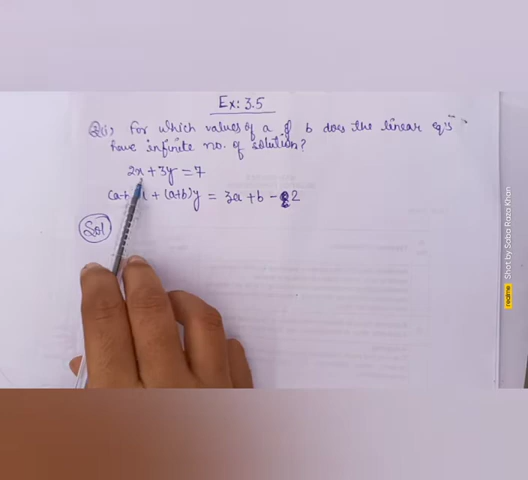 Ex: 3.5
Q2(i) For which values of a & b does the linear eq's
have infinite no. of solution?
2x + 3y = 7
+ (a+b)y = 3a + b - 2
Sol
realme Shot by Saba Raza Khan